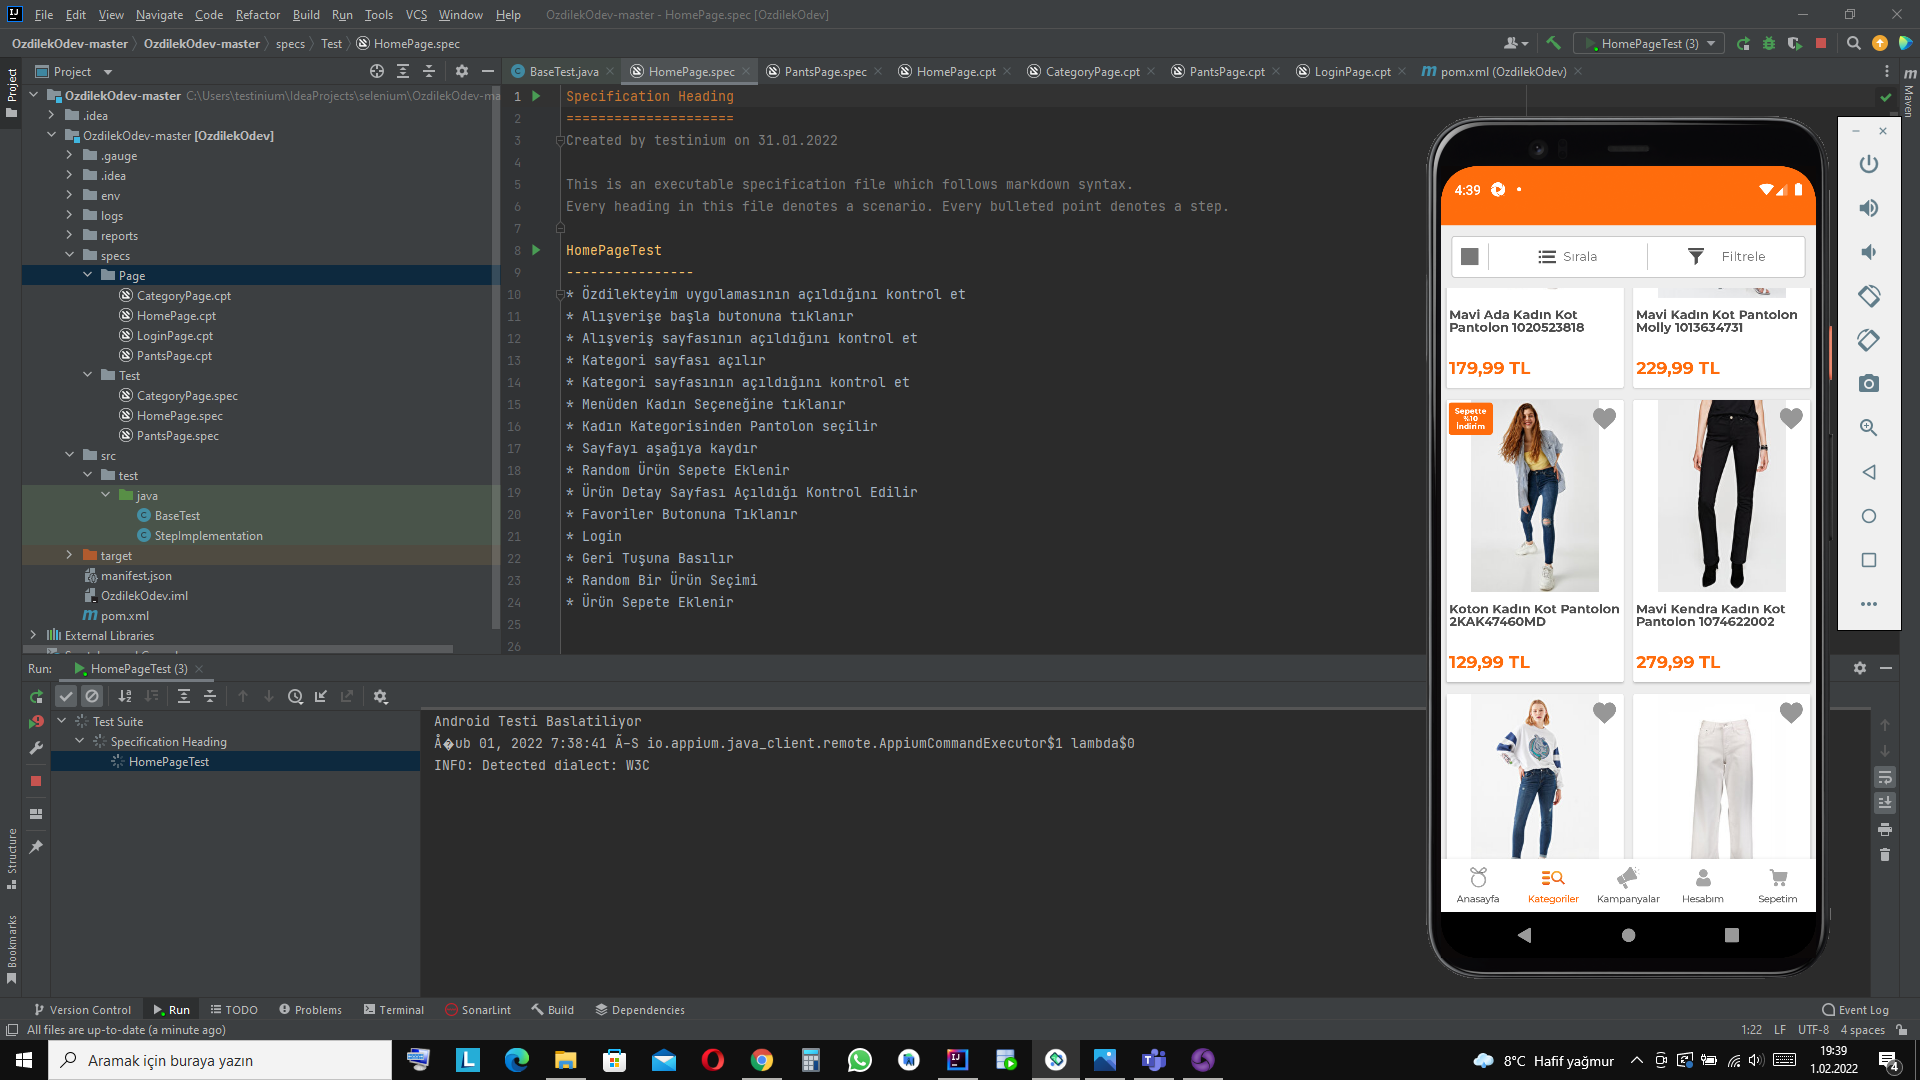 File Edit View Navigate Code Refactor Build Run Tools VCS Window Help OzdilekOdev-master - HomePage.spec [OzdilekOdev]
OzdilekOdev-master OzdilekOdev-master specs Test HomePage.spec
HomePageTest (3)
Project
BaseTest.java HomePage.spec PantsPage.spec HomePage.cpt CategoryPage.cpt PantsPage.cpt LoginPage.cpt pom.xml (OzdilekOdev)
Project
Maven
OzdilekOdev-master C:\Users\testinium\IdeaProjects\selenium\OzdilekOdev-ma
.idea
OzdilekOdev-master [OzdilekOdev]
.gauge
.idea
env
logs
reports
specs
Page
CategoryPage.cpt
HomePage.cpt
LoginPage.cpt
PantsPage.cpt
Test
CategoryPage.spec
HomePage.spec
PantsPage.spec
src
test
java
BaseTest
StepImplementation
target
manifest.json
OzdilekOdev.iml
pom.xml
External Libraries
1 Specification Heading
2 =====================
3 Created by testinium on 31.01.2022
4
5 This is an executable specification file which follows markdown syntax.
6 Every heading in this file denotes a scenario. Every bulleted point denotes a step.
7
8 HomePageTest
9 ----------------
10 * Özdilekteyim uygulamasının açıldığını kontrol et
11 * Alışverişe başla butonuna tıklanır
12 * Alışveriş sayfasının açıldığını kontrol et
13 * Kategori sayfası açılır
14 * Kategori sayfasının açıldığını kontrol et
15 * Menüden Kadın Seçeneğine tıklanır
16 * Kadın Kategorisinden Pantolon seçilir
17 * Sayfayı aşağıya kaydır
18 * Random Ürün Sepete Eklenir
19 * Ürün Detay Sayfası Açıldığı Kontrol Edilir
20 * Favoriler Butonuna Tıklanır
21 * Login
22 * Geri Tuşuna Basılır
23 * Random Bir Ürün Seçimi
24 * Ürün Sepete Eklenir
25
26
4:39
Sırala Filtrele
Mavi Ada Kadın Kot
Pantolon 1020523818
179,99 TL
Mavi Kadın Kot Pantolon
Molly 1013634731
229,99 TL
Sepette
%10
İndirim
Koton Kadın Kot Pantolon
2KAK47460MD
129,99 TL
Mavi Kendra Kadın Kot
Pantolon 1074622002
279,99 TL
Anasayfa Kategoriler Kampanyalar Hesabım Sepetim
Run: HomePageTest (3)
Test Suite
Specification Heading
HomePageTest
Android Testi Baslatiliyor
Å�ub 01, 2022 7:38:41 Ã–S io.appium.java_client.remote.AppiumCommandExecutor$1 lambda$0
INFO: Detected dialect: W3C
Structure
Bookmarks
Version Control Run TODO Problems Terminal SonarLint Build Dependencies Event Log
All files are up-to-date (a minute ago) 1:22 LF UTF-8 4 spaces
Aramak için buraya yazın
8°C Hafif yağmur
19:39
1.02.2022
4